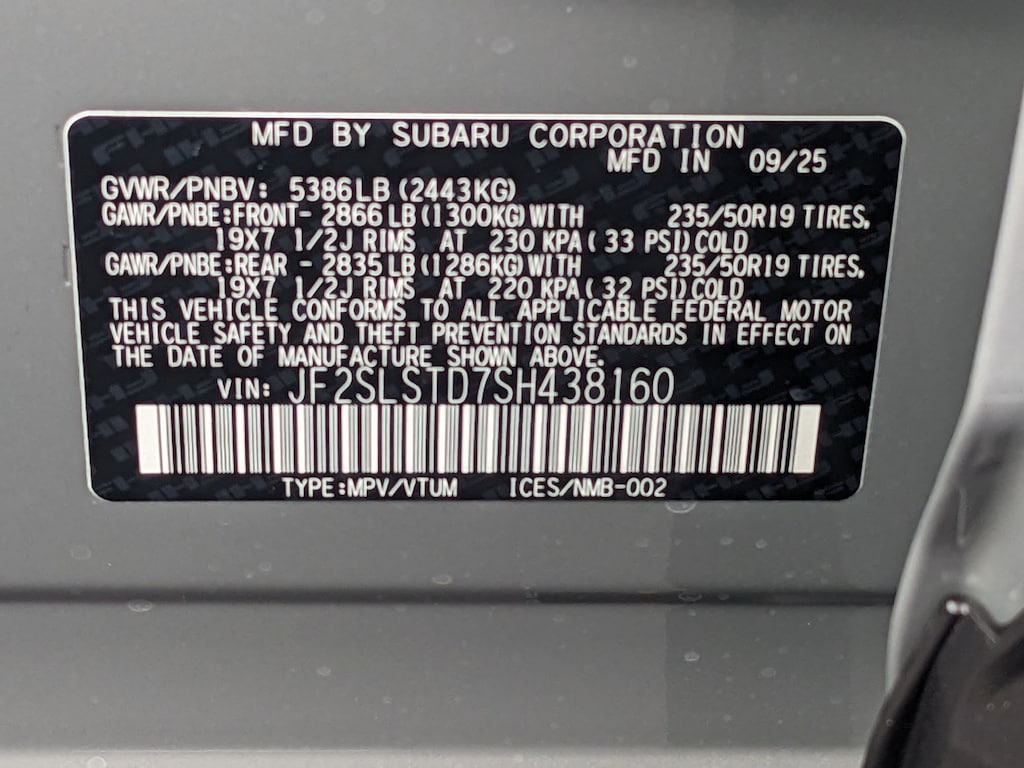 MFD BY SUBARU CORPORATION
MFD IN 09/25
GVWR/PNBV: 5386LB(2443KG)
GAWR/PNBE:FRONT- 2866LB(1300KG)WITH 235/50R19 TIRES,
19X7 1/2J RIMS AT 230 KPA(33 PSI)COLD
GAWR/PNBE:REAR - 2835LB(1286KG)WITH 235/50R19 TIRES,
19X7 1/2J RIMS AT 220 KPA(32 PSI)COLD
THIS VEHICLE CONFORMS TO ALL APPLICABLE FEDERAL MOTOR
VEHICLE SAFETY AND THEFT PREVENTION STANDARDS IN EFFECT ON
THE DATE OF MANUFACTURE SHOWN ABOVE.
VIN: JF2SLSTD7SH438160
TYPE:MPV/VTUM ICES/NMB-002